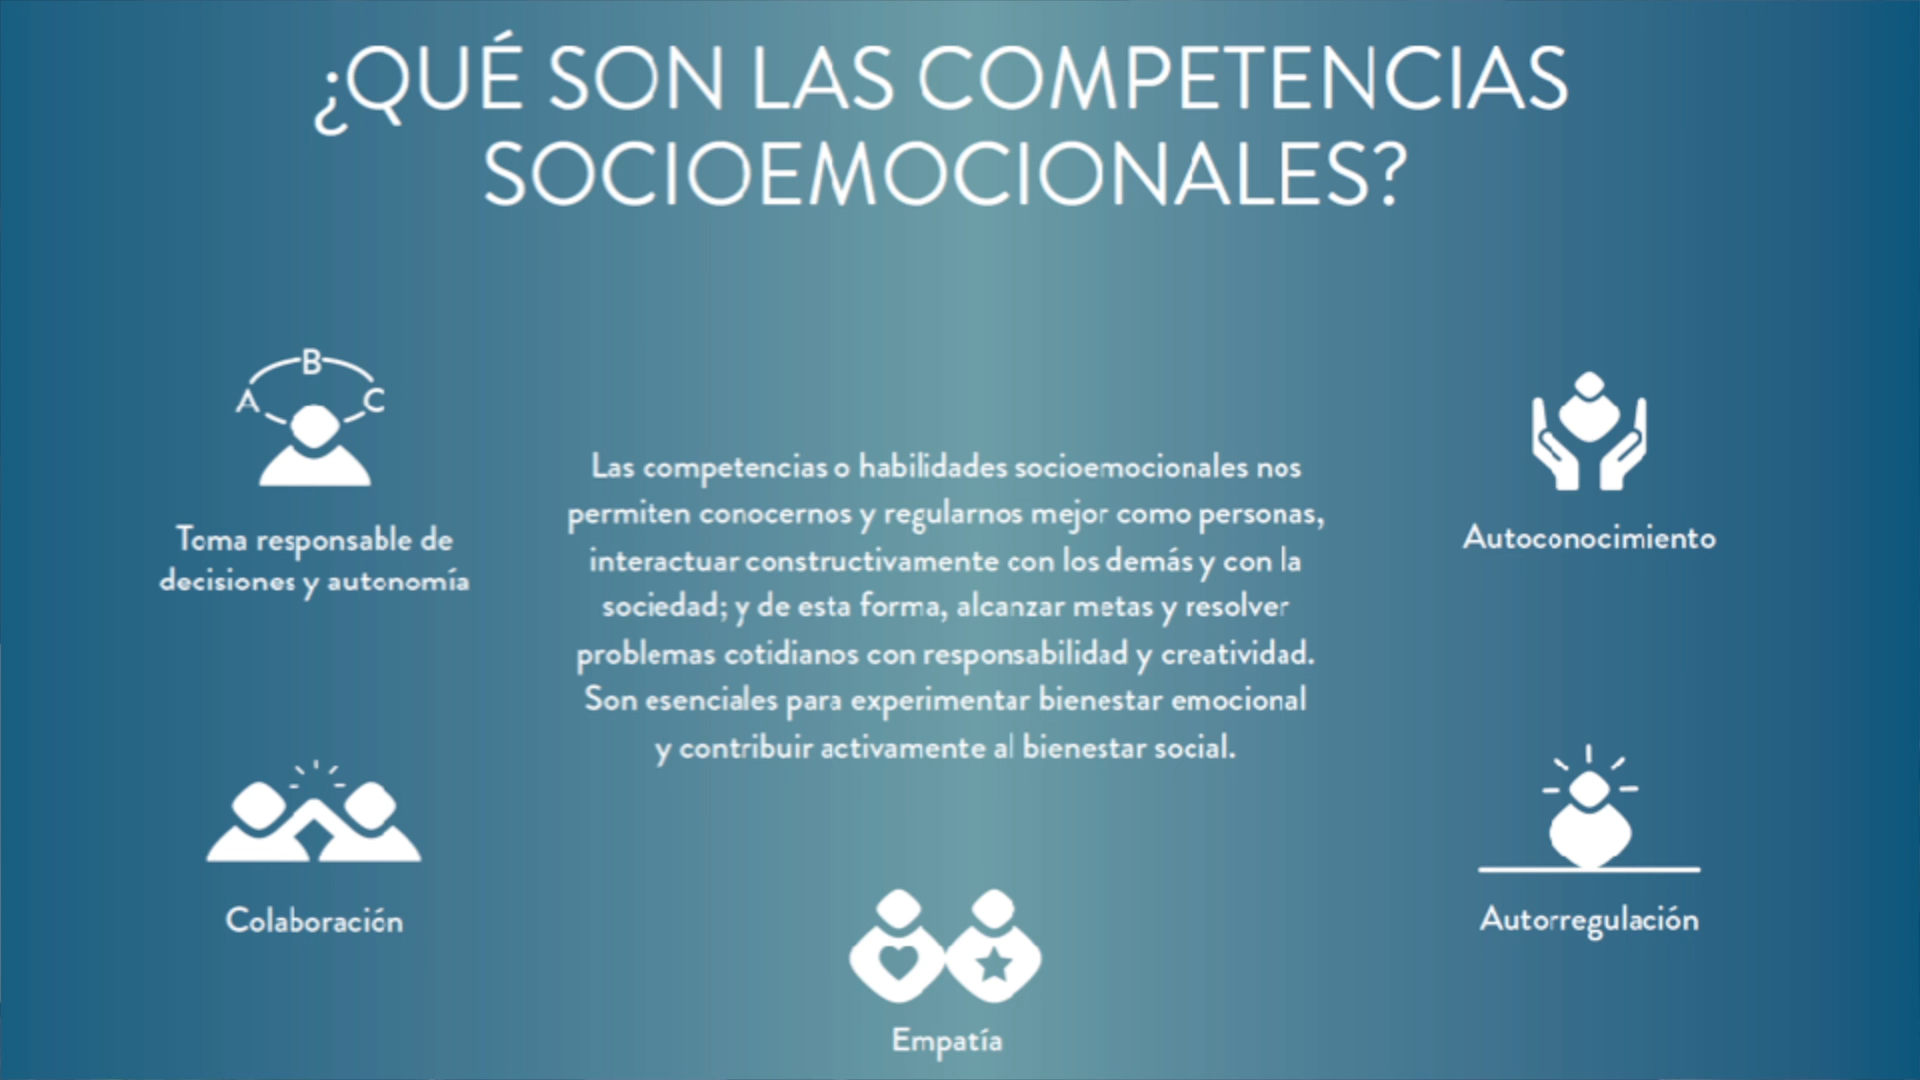 ¿QUÉ SON LAS COMPETENCIAS
SOCIOEMOCIONALES?
A
B
C
Toma responsable de
decisiones y autonomía
Las competencias o habilidades socioemocionales nos
permiten conocernos y regularnos mejor como personas,
interactuar constructivamente con los demás y con la
sociedad; y de esta forma, alcanzar metas y resolver
problemas cotidianos con responsabilidad y creatividad.
Son esenciales para experimentar bienestar emocional
y contribuir activamente al bienestar social.
Autoconocimiento
Colaboración
Autorregulación
Empatía